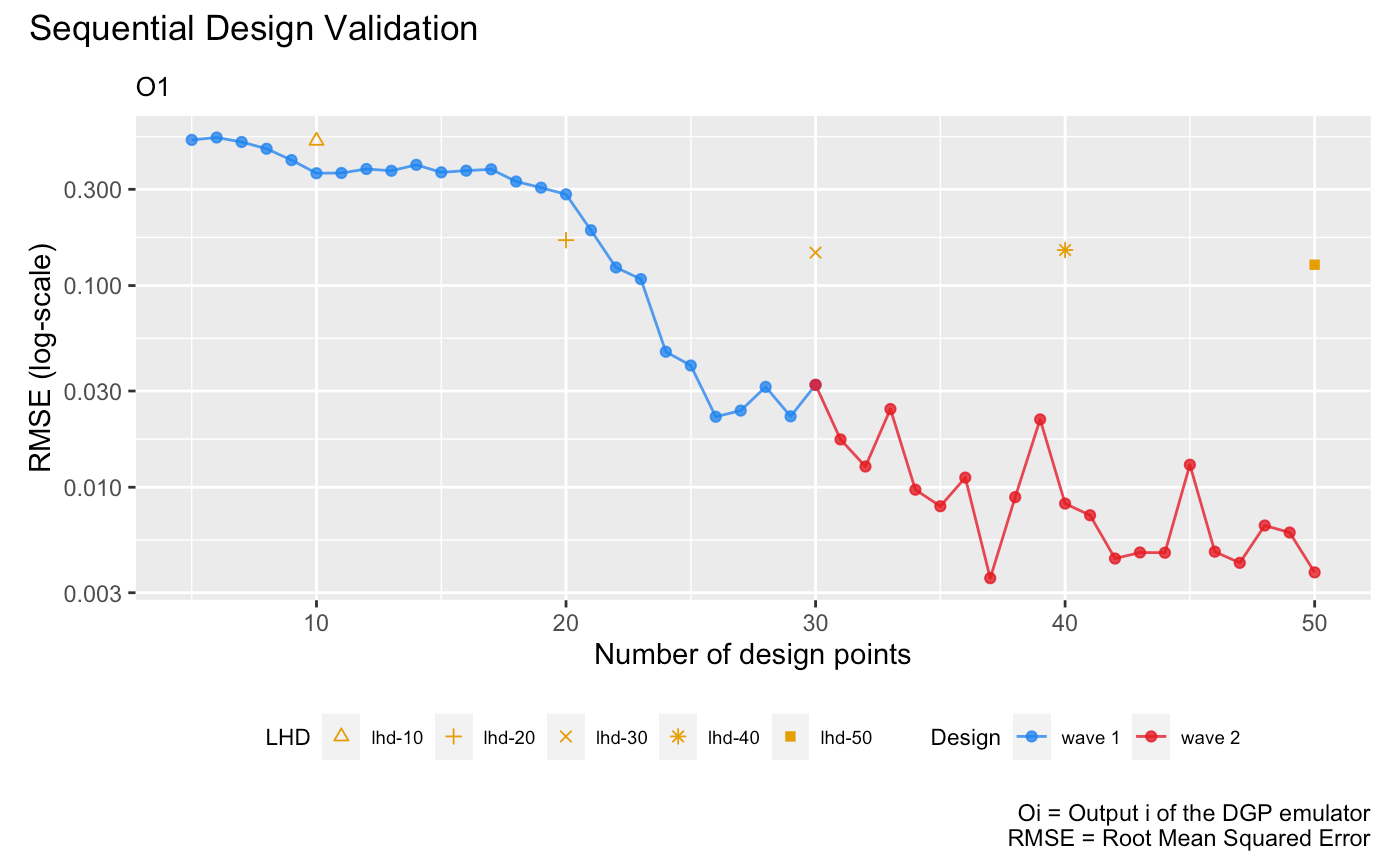 Sequential Design Validation
O1
RMSE (log-scale)
0.300
0.100
0.030
0.010
0.003
10 20 30 40 50
Number of design points
LHD lhd-10 lhd-20 lhd-30 lhd-40 lhd-50 Design wave 1 wave 2
Oi = Output i of the DGP emulator
RMSE = Root Mean Squared Error